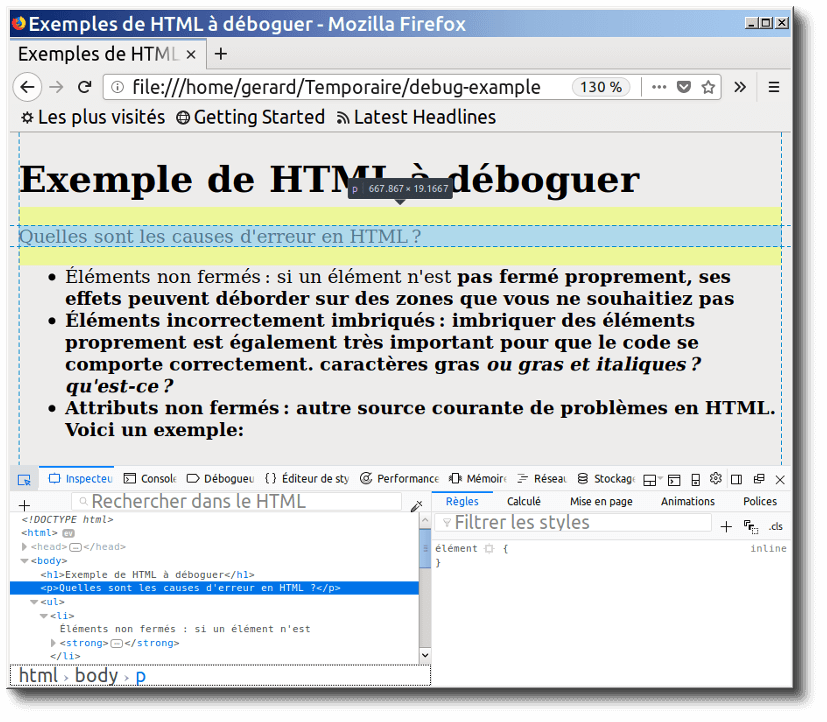 Exemples de HTML à déboguer - Mozilla Firefox
Exemples de HTML
file:///home/gerard/Temporaire/debug-example
130 %
Les plus visités Getting Started Latest Headlines
Exemple de HTML à déboguer
p 667.867 × 19.1667
Quelles sont les causes d'erreur en HTML ?
• Éléments non fermés : si un élément n'est pas fermé proprement, ses
effets peuvent déborder sur des zones que vous ne souhaitiez pas
• Éléments incorrectement imbriqués : imbriquer des éléments
proprement est également très important pour que le code se
comporte correctement. caractères gras ou gras et italiques ?
qu'est-ce ?
• Attributs non fermés : autre source courante de problèmes en HTML.
Voici un exemple:
Inspecteu Console Débogueu {} Éditeur de sty Performance Mémoire Réseau Stockage
Rechercher dans le HTML
Règles Calculé Mise en page Animations Polices
Filtrer les styles
.cls
<!DOCTYPE html>
<html> ev
<head></head>
<body>
<h1>Exemple de HTML à déboguer</h1>
<p>Quelles sont les causes d'erreur en HTML ?</p>
<ul>
<li>
Éléments non fermés : si un élément n'est
<strong></strong>
</li>
élément {
inline
}
html › body › p